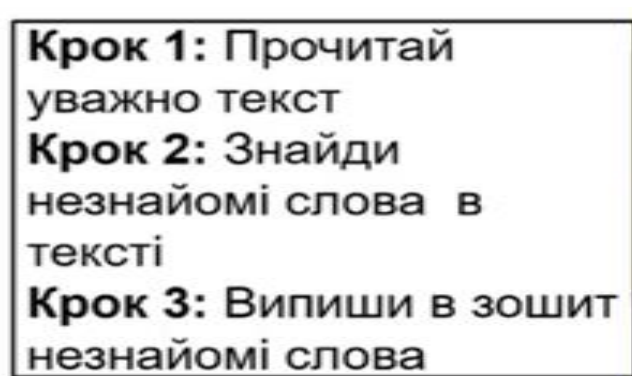 Крок 1: Прочитай
уважно текст
Крок 2: Знайди
незнайомі слова в
тексті
Крок 3: Випиши в зошит
незнайомі слова